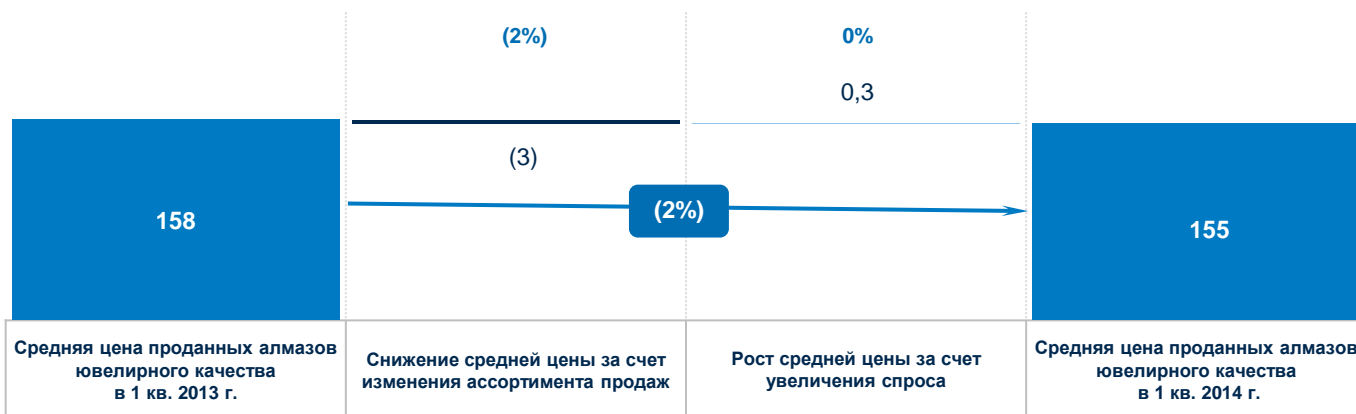 (2%)
0%
0,3
(3)
158
(2%)
155
Средняя цена проданных алмазов
ювелирного качества
в 1 кв. 2013 г.
Снижение средней цены за счет
изменения ассортимента продаж
Рост средней цены за счет
увеличения спроса
Средняя цена проданных алмазов
ювелирного качества
в 1 кв. 2014 г.